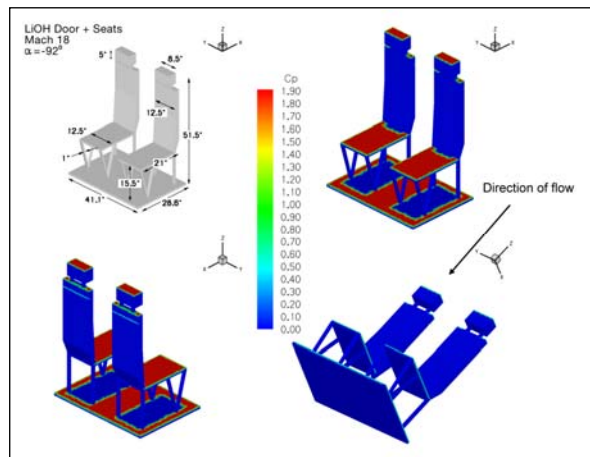 LiOH Door + Seats
Mach 18
α=-92°
5"
8.5"
12.5"
12.5"
51.5"
1"
21"
15.5"
41.1"
28.8"
Z
Y
X
Cp
1.90
1.80
1.70
1.60
1.50
1.40
1.30
1.20
1.10
1.00
0.90
0.80
0.70
0.60
0.50
0.40
0.30
0.20
0.10
0.00
Z
Y
X
Direction of flow
Z
X
Y
Z
Y
X